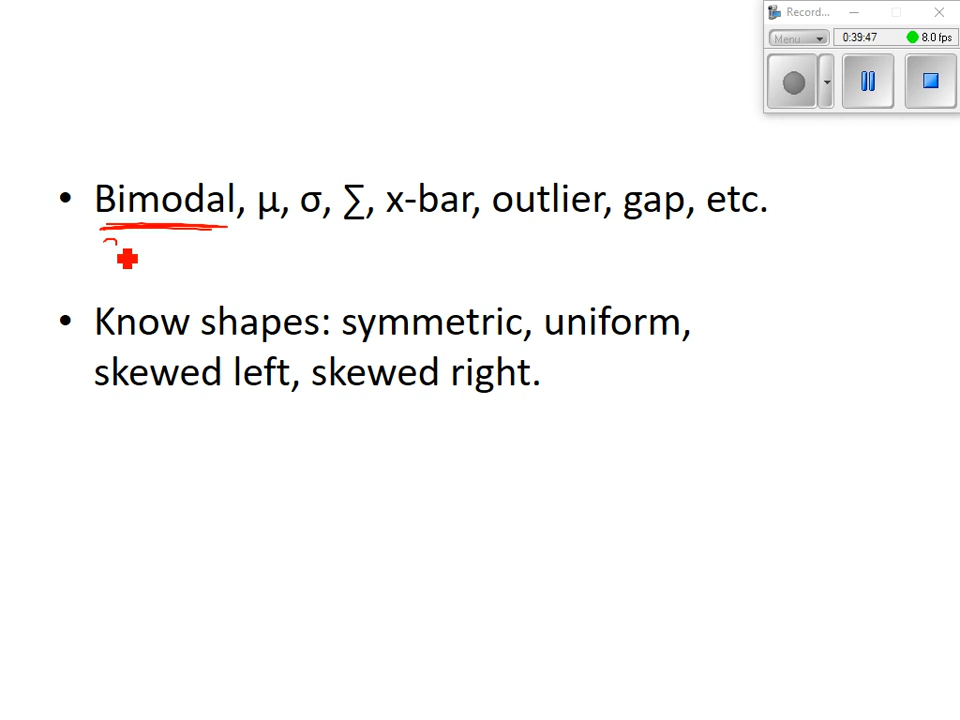 Record...
Menu
0:39:47
8.0 fps
• Bimodal, μ, σ, ∑, x-bar, outlier, gap, etc.
• Know shapes: symmetric, uniform,
skewed left, skewed right.